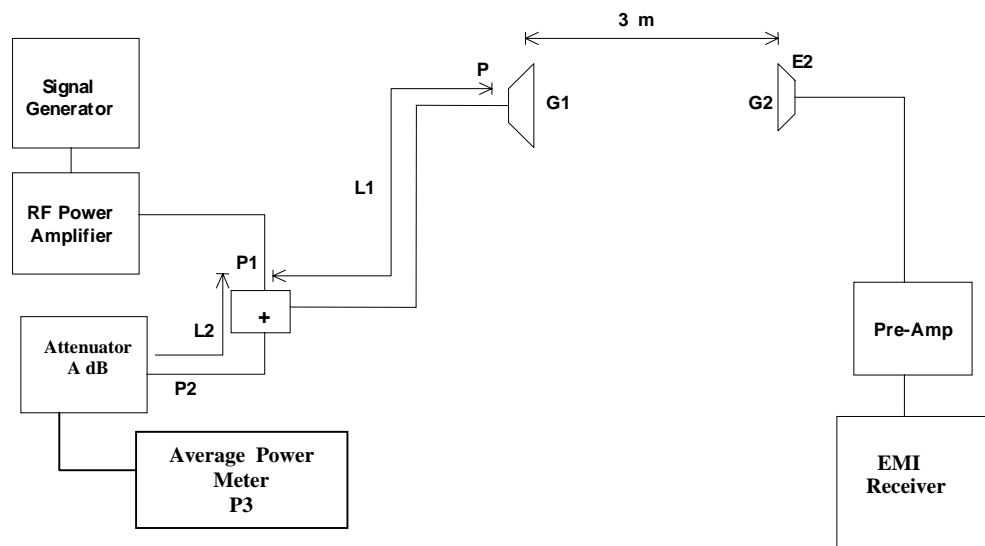 3 m
Signal
Generator
P
E2
G1
G2
L1
RF Power
Amplifier
P1
+
L2
Attenuator
A dB
P2
Pre-Amp
Average Power
Meter
P3
EMI
Receiver